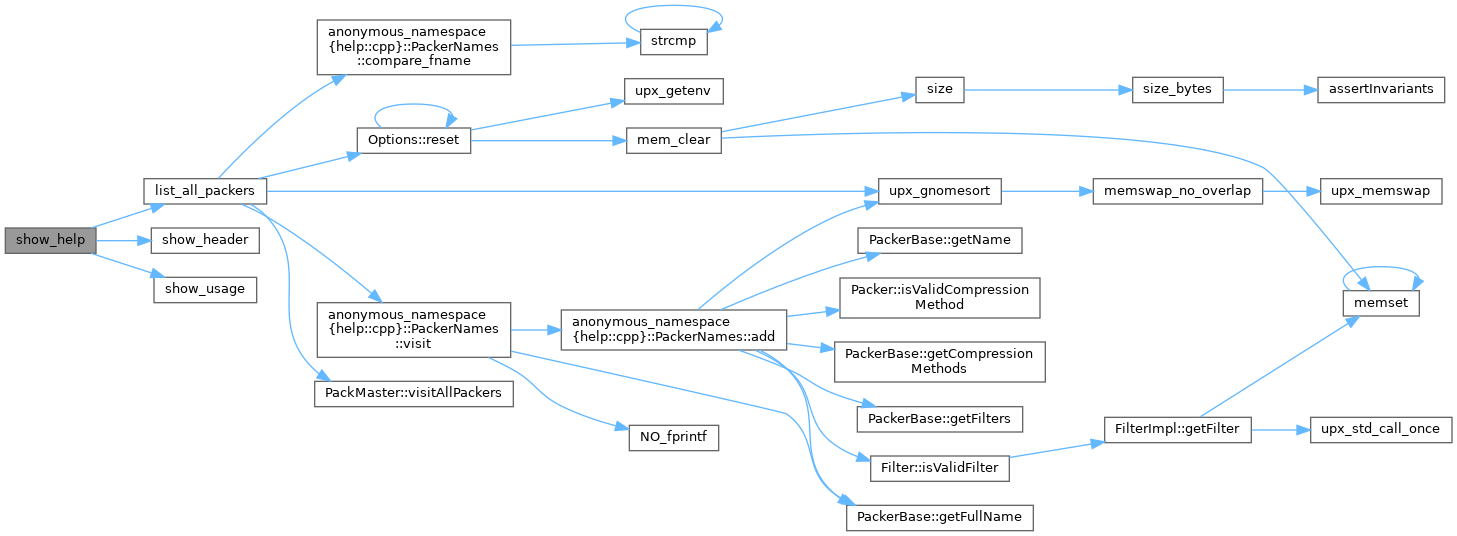 show_help
list_all_packers
show_header
show_usage
anonymous_namespace
{help::cpp}::PackerNames
::compare_fname
strcmp
Options::reset
upx_getenv
mem_clear
size
size_bytes
assertInvariants
upx_gnomesort
memswap_no_overlap
upx_memswap
anonymous_namespace
{help::cpp}::PackerNames
::visit
PackMaster::visitAllPackers
anonymous_namespace
{help::cpp}::PackerNames::add
NO_fprintf
PackerBase::getName
Packer::isValidCompression
Method
PackerBase::getCompression
Methods
PackerBase::getFilters
Filter::isValidFilter
PackerBase::getFullName
FilterImpl::getFilter
memset
upx_std_call_once